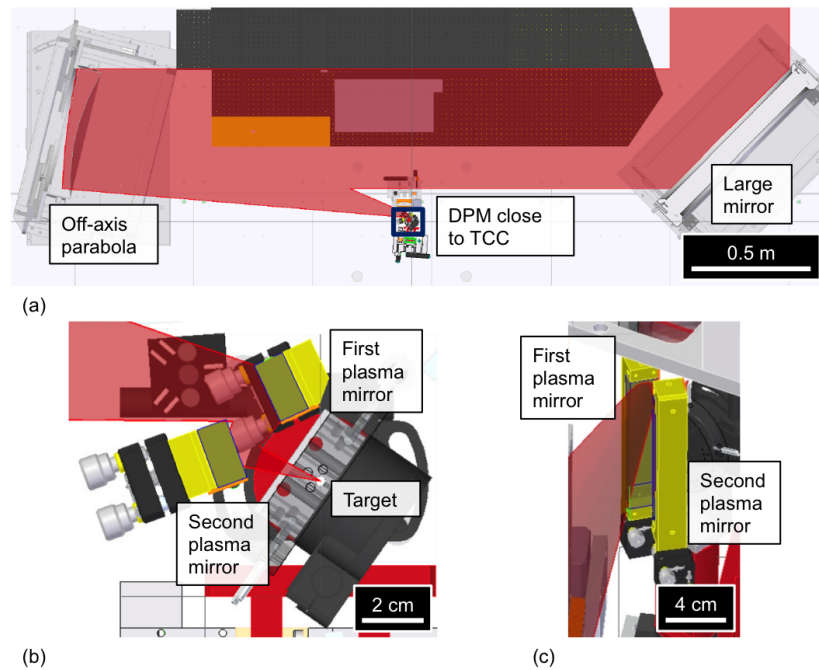 Off-axis
parabola
DPM close
to TCC
Large
mirror
0.5 m
(a)
First
plasma
mirror
Target
Second
plasma
mirror
2 cm
(b)
First
plasma
mirror
Second
plasma
mirror
4 cm
(c)